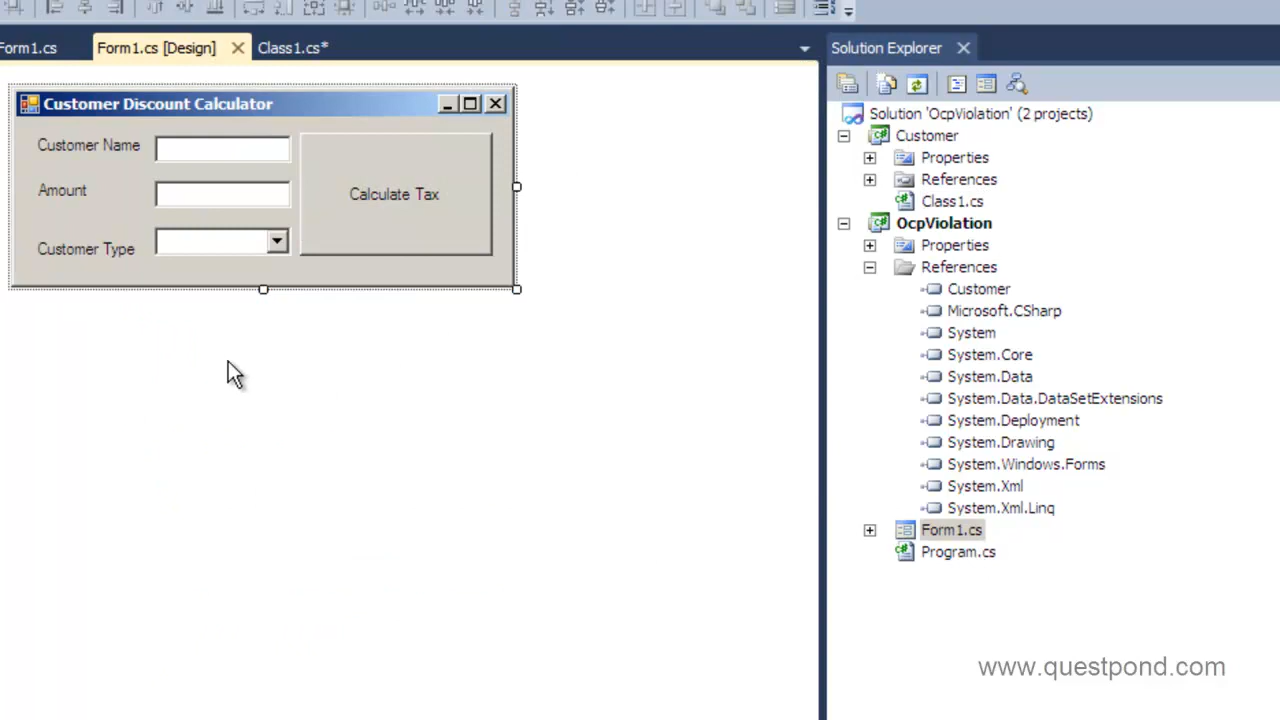 Form1.cs
Form1.cs [Design]
Class1.cs*
Customer Discount Calculator
Customer Name
Amount
Customer Type
Calculate Tax
Solution Explorer
Solution 'OcpViolation' (2 projects)
Customer
Properties
References
Class1.cs
OcpViolation
Properties
References
Customer
Microsoft.CSharp
System
System.Core
System.Data
System.Data.DataSetExtensions
System.Deployment
System.Drawing
System.Windows.Forms
System.Xml
System.Xml.Linq
Form1.cs
Program.cs
www.questpond.com